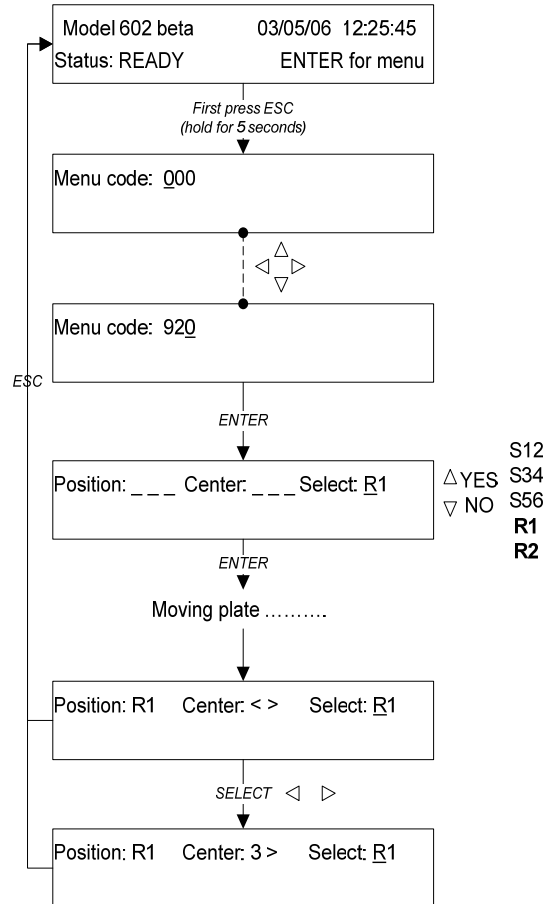 Model 602 beta 03/05/06 12:25:45
Status: READY ENTER for menu
First press ESC
(hold for 5 seconds)
Menu code: 000
Menu code: 920
ESC
ENTER
Position: _ _ _ Center: _ _ _ Select: R1
YES
NO
S12
S34
S56
R1
R2
ENTER
Moving plate ..........
Position: R1 Center: < > Select: R1
SELECT
Position: R1 Center: 3 > Select: R1